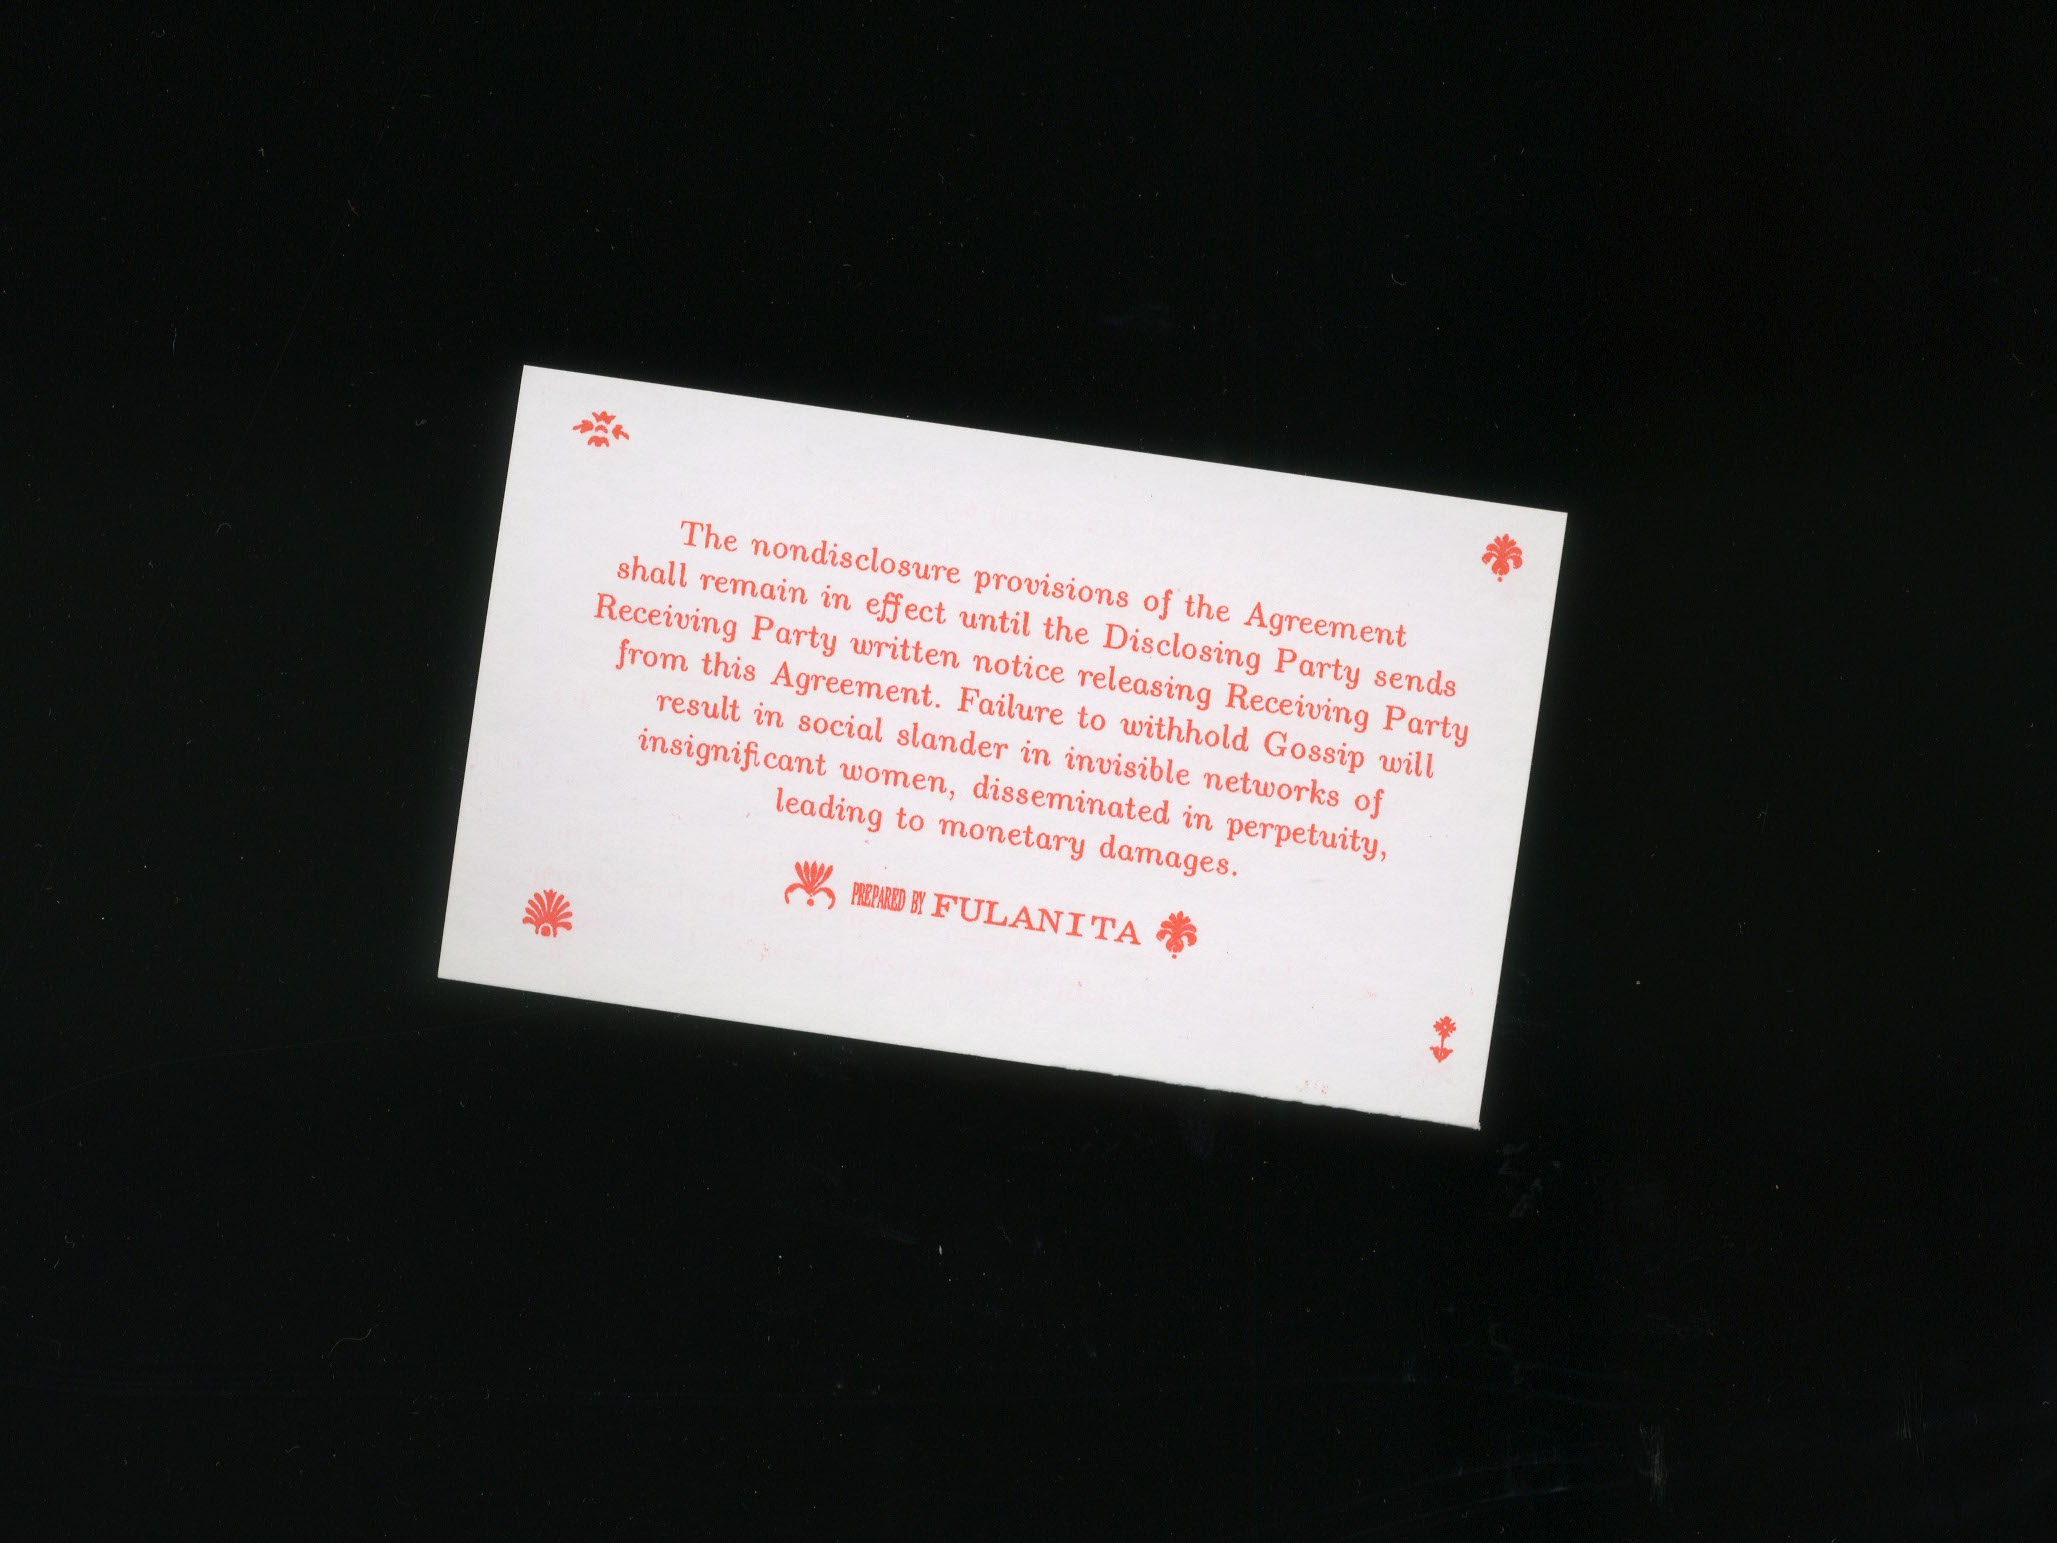 The nondisclosure provisions of the Agreement
shall remain in effect until the Disclosing Party sends
Receiving Party written notice releasing Receiving Party
from this Agreement. Failure to withhold Gossip will
result in social slander in invisible networks of
insignificant women, disseminated in perpetuity,
leading to monetary damages.
PREPARED BY FULANITA